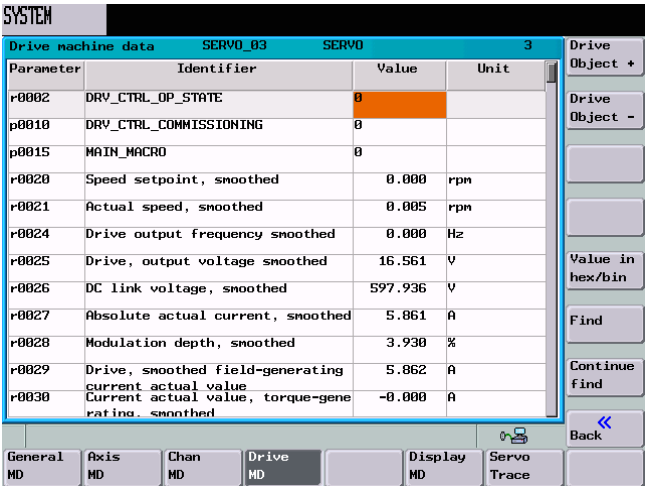 SYSTEM
Drive machine data SERVO_03 SERVO 3
Parameter Identifier Value Unit
r0002 DRV_CTRL_OP_STATE 0
p0010 DRV_CTRL_COMMISSIONING 0
p0015 MAIN_MACRO 0
r0020 Speed setpoint, smoothed 0.000 rpm
r0021 Actual speed, smoothed 0.005 rpm
r0024 Drive output frequency smoothed 0.000 Hz
r0025 Drive, output voltage smoothed 16.561 V
r0026 DC link voltage, smoothed 597.936 V
r0027 Absolute actual current, smoothed 5.861 A
r0028 Modulation depth, smoothed 3.930 %
r0029 Drive, smoothed field-generating 5.862 A
current actual value
r0030 Current actual value, torque-gene -0.000 A
rating, smoothed
Drive
Object +
Drive
Object -
Value in
hex/bin
Find
Continue
find
«
Back
General
MD
Axis
MD
Chan
MD
Drive
MD
Display
MD
Servo
Trace